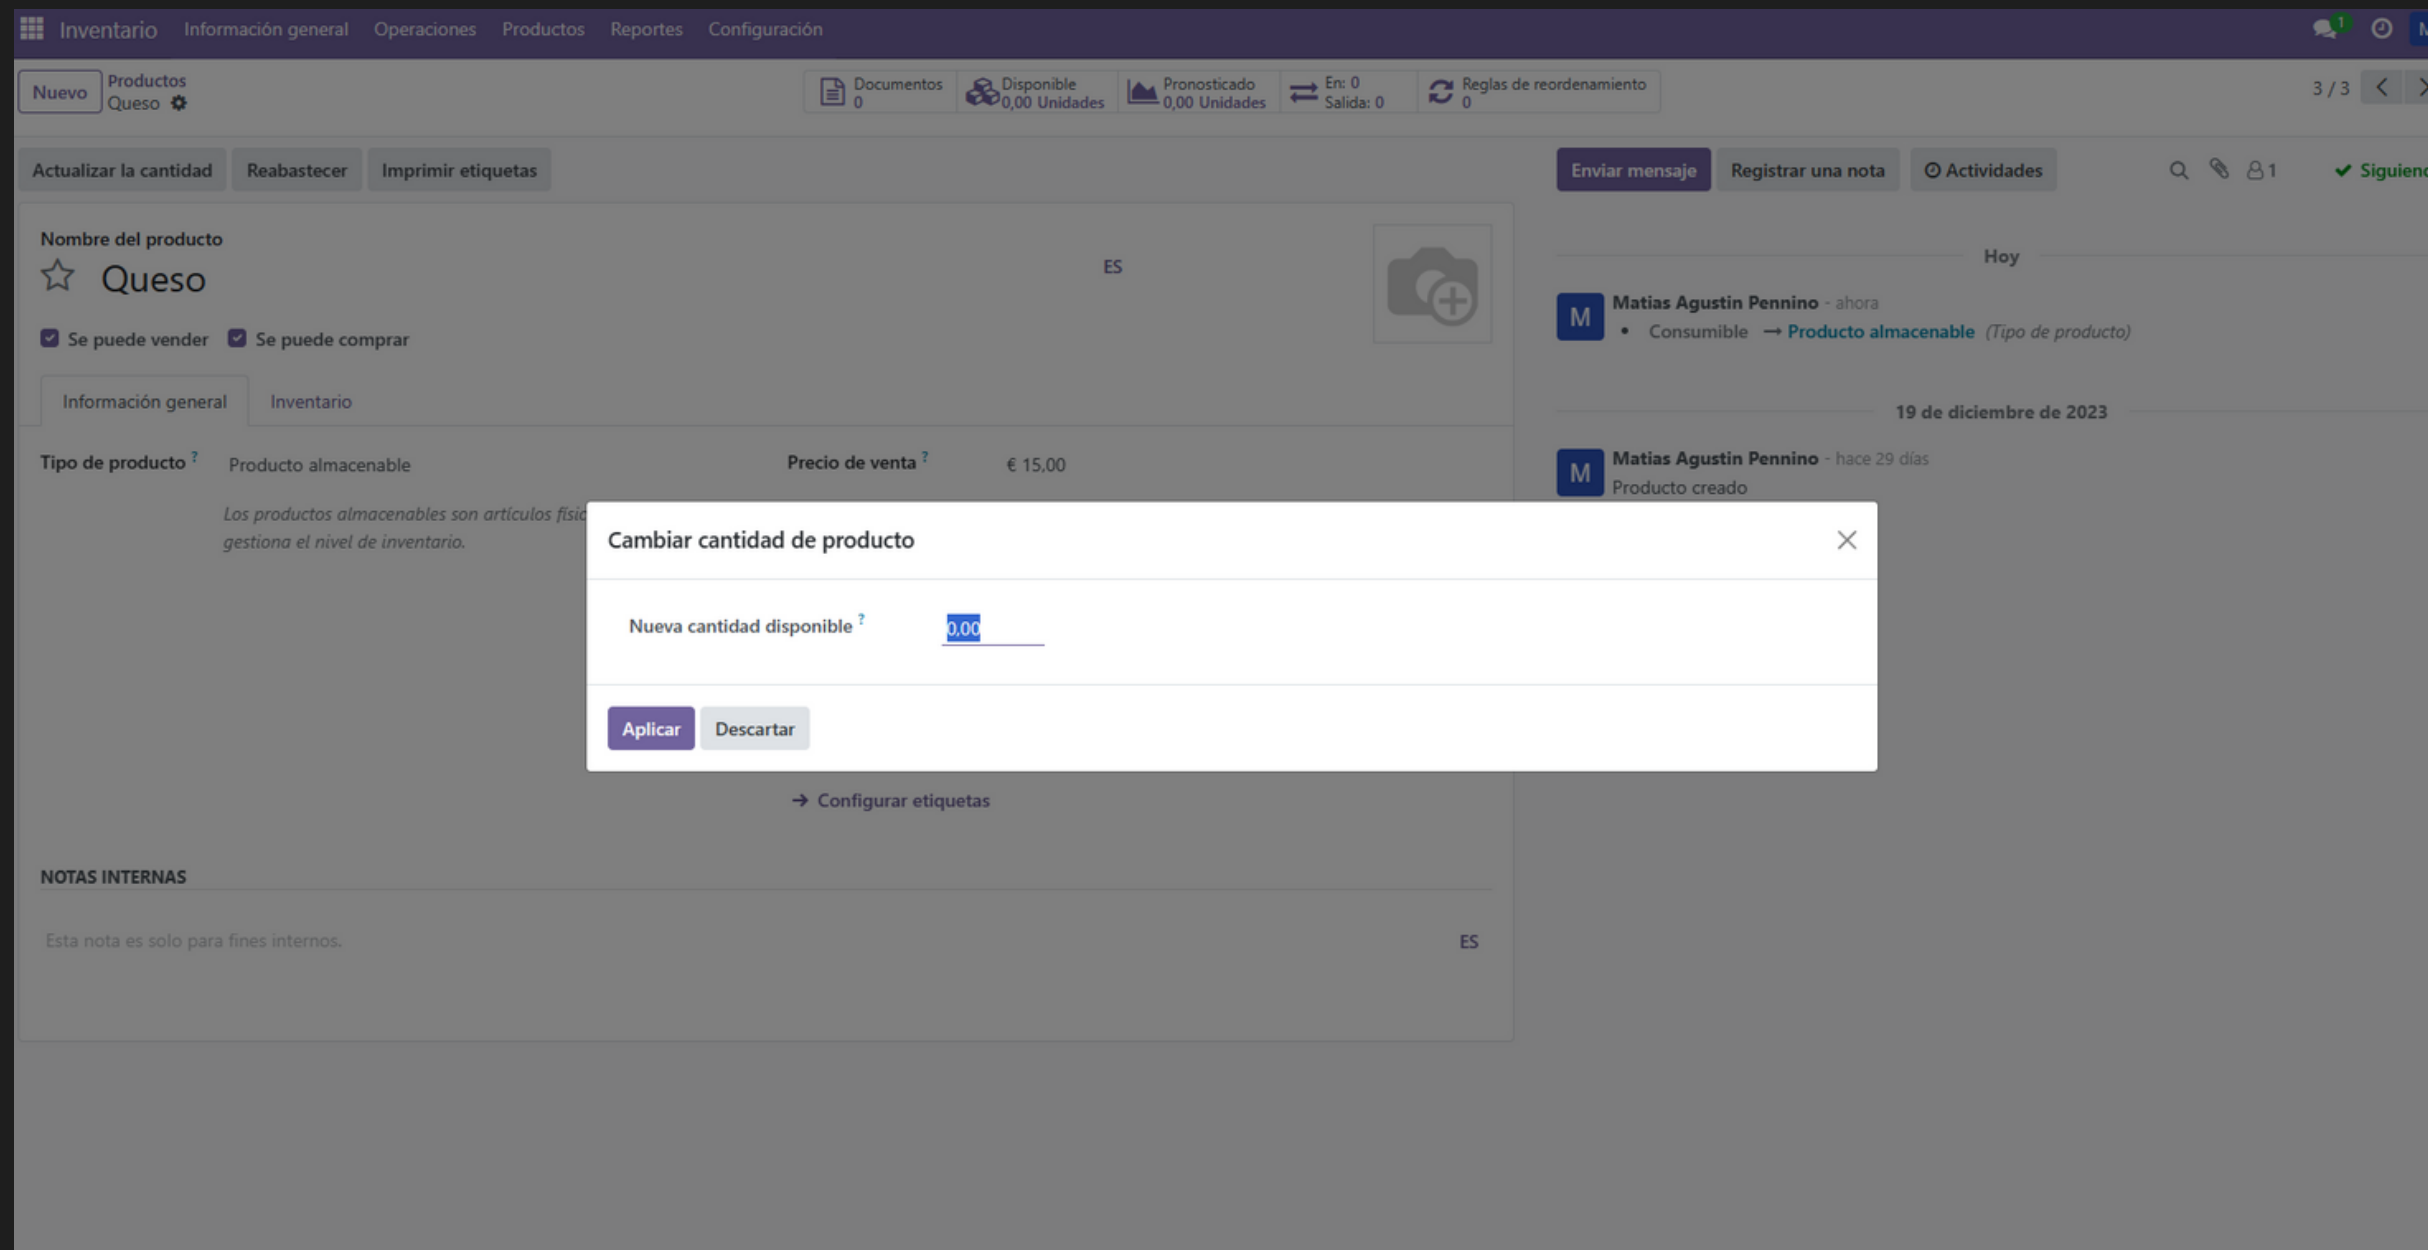 Inventario Información general Operaciones Productos Reportes Configuración 1
Nuevo Productos
Queso
Documentos
0
Disponible
0,00 Unidades
Pronosticado
0,00 Unidades
En: 0
Salida: 0
Reglas de reordenamiento
0
3 / 3
Actualizar la cantidad Reabastecer Imprimir etiquetas
Enviar mensaje Registrar una nota Actividades 1
Nombre del producto
Queso
ES
Se puede vender Se puede comprar
Información general Inventario
Tipo de producto ? Producto almacenable
Los productos almacenables son artículos
gestiona el nivel de inventario.
Precio de venta ? € 15,00
Hoy
M
Matias Agustin Pennino - ahora
• Consumible → Producto almacenable (Tipo de producto)
19 de diciembre de 2023
M
Matias Agustin Pennino - hace 29 días
Producto creado
Cambiar cantidad de producto
Nueva cantidad disponible ? 0,00
Aplicar Descartar
→ Configurar etiquetas
NOTAS INTERNAS
Esta nota es solo para fines internos.
ES